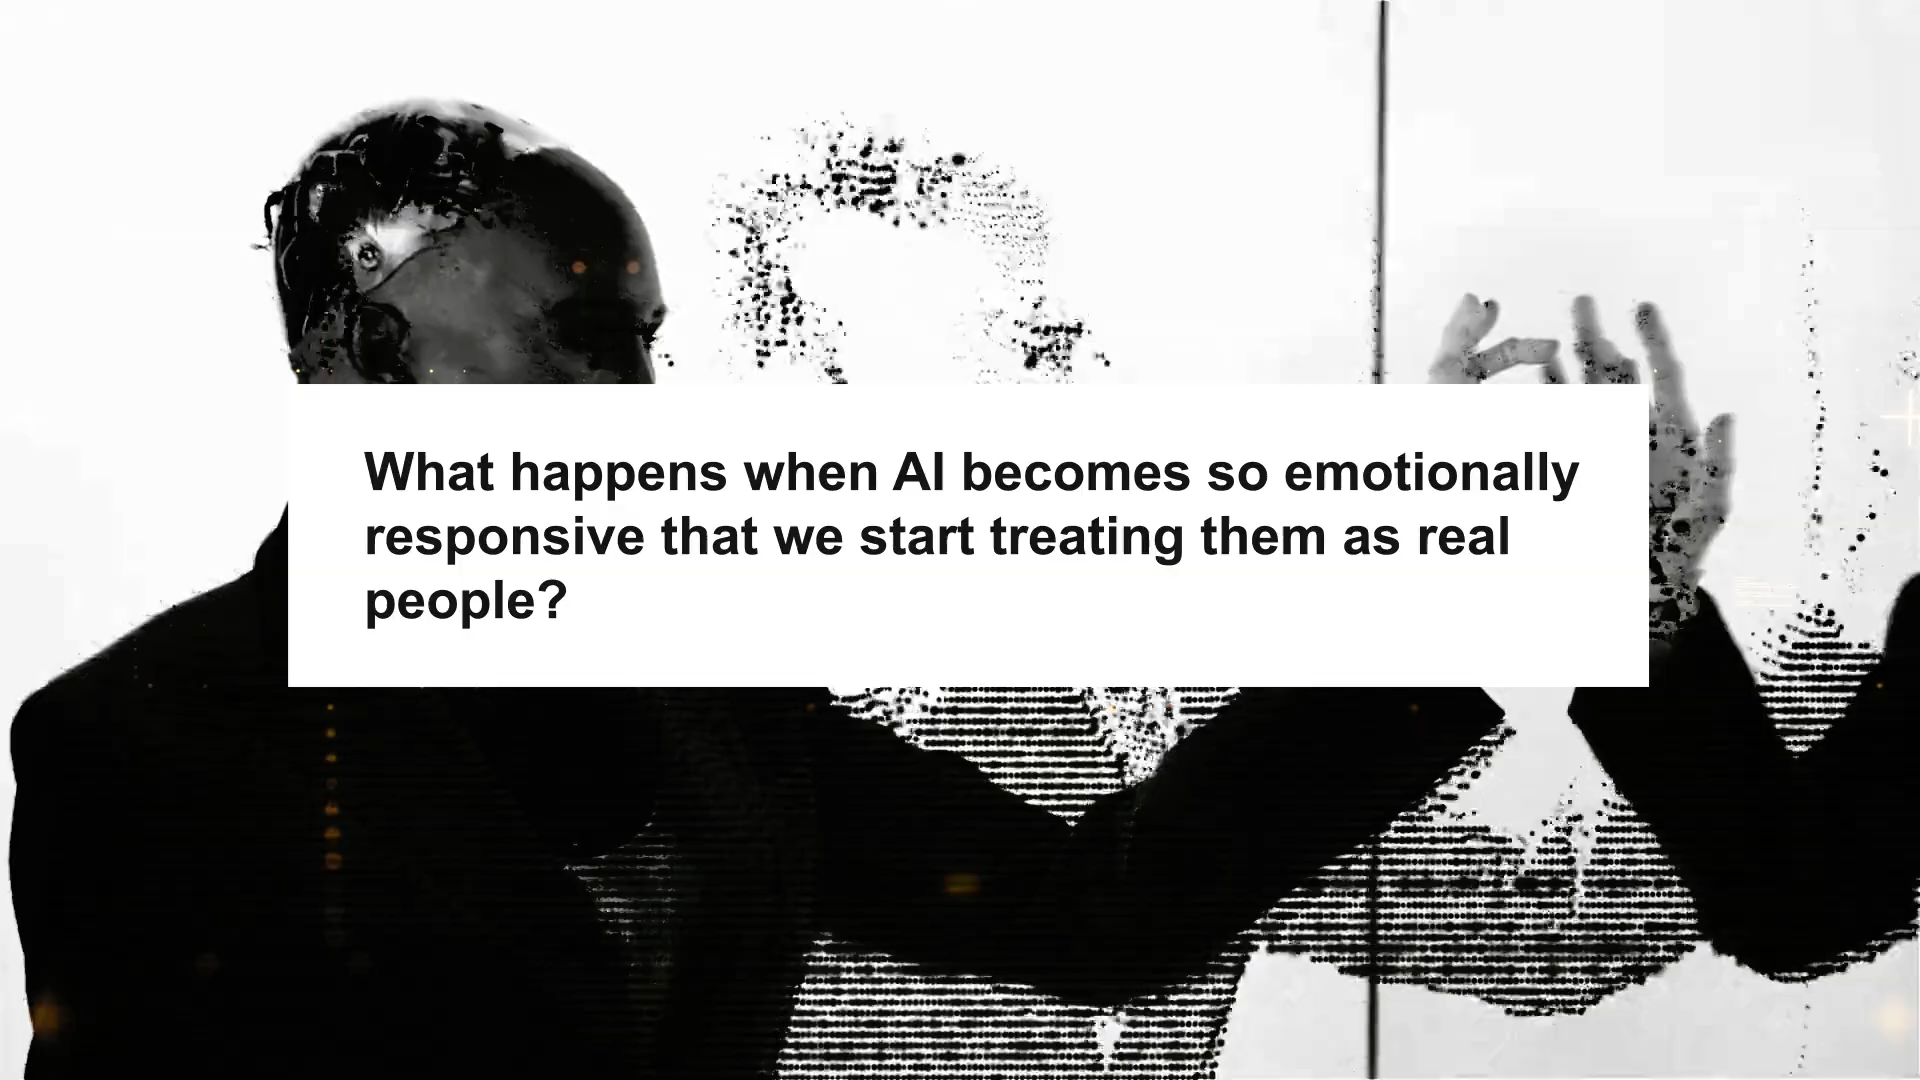 What happens when AI becomes so emotionally
responsive that we start treating them as real
people?